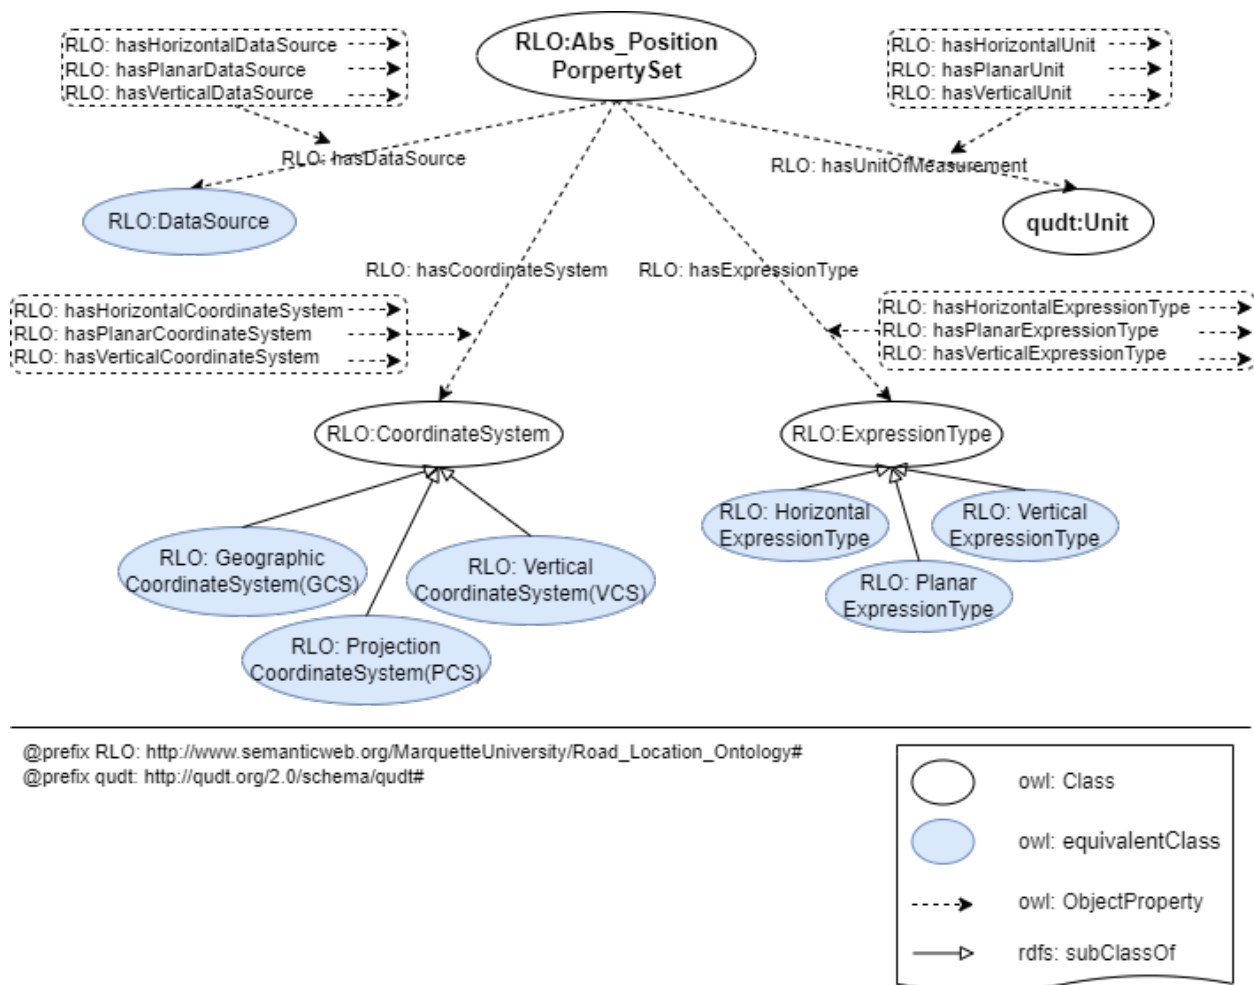 RLO:Abs_Position
PorpertySet
RLO: hasHorizontalDataSource
RLO: hasPlanarDataSource
RLO: hasVerticalDataSource
RLO: hasHorizontalUnit
RLO: hasPlanarUnit
RLO: hasVerticalUnit
RLO: hasDataSource
RLO: hasUnitOfMeasurement
RLO:DataSource
qudt:Unit
RLO: hasCoordinateSystem
RLO: hasExpressionType
RLO: hasHorizontalCoordinateSystem
RLO: hasPlanarCoordinateSystem
RLO: hasVerticalCoordinateSystem
RLO: hasHorizontalExpressionType
RLO: hasPlanarExpressionType
RLO: hasVerticalExpressionType
RLO:CoordinateSystem
RLO:ExpressionType
RLO: Geographic
CoordinateSystem(GCS)
RLO: Vertical
CoordinateSystem(VCS)
RLO: Projection
CoordinateSystem(PCS)
RLO: Horizontal
ExpressionType
RLO: Vertical
ExpressionType
RLO: Planar
ExpressionType
@prefix RLO: http://www.semanticweb.org/MarquetteUniversity/Road_Location_Ontology#
@prefix qudt: http://qudt.org/2.0/schema/qudt#
owl: Class
owl: equivalentClass
owl: ObjectProperty
rdfs: subClassOf